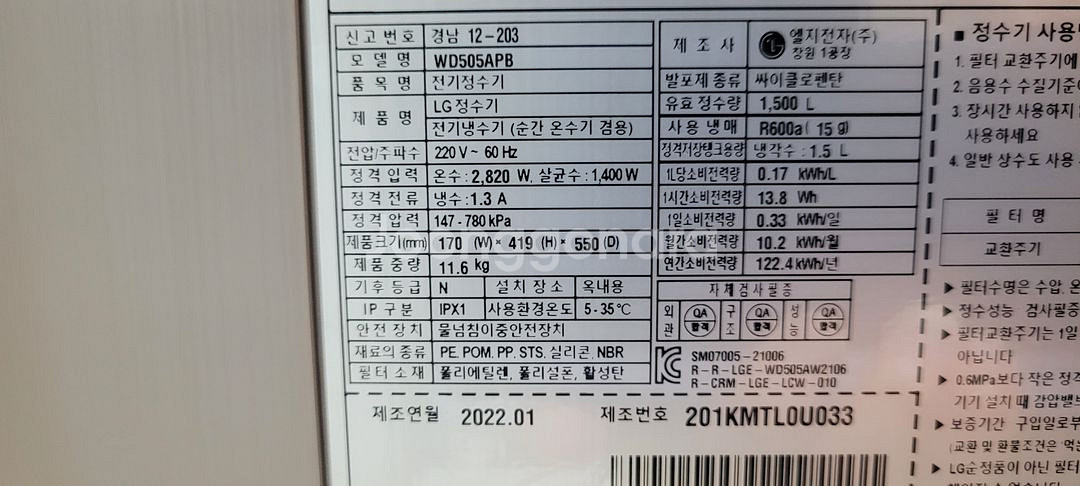 신고 번호 경남 12-203
모델명 WD505APB
품목명 전기정수기
제품명 LG 정수기
전기냉수기 (순간 온수기 겸용)
전압/주파수 220 V ~ 60 Hz
정격 입력 온수 : 2,820 W, 살균수 : 1,400 W
정격 전류 냉수 : 1.3 A
정격 압력 147 - 780 kPa
제품크기(mm) 170 (W) × 419 (H) × 550 (D)
제품 중량 11.6 kg
기후 등급 N 설치 장소 옥내용
IP 구분 IPX1 사용환경온도 5-35℃
안전 장치 물넘침이중안전장치
재료의 종류 PE, POM, PP, STS, 실리콘, NBR
필터 소재 폴리에틸렌, 폴리설폰, 활성탄
제조사 LG 엘지전자(주)
창원 1공장
발포제 종류 싸이클로펜탄
유효 정수량 1,500 L
사용 냉매 R600a ( 15 g)
정격저장탱크용량 냉각수 : 1.5 L
1L당소비전력량 0.17 kWh/L
1시간소비전력량 13.8 Wh
1일소비전력량 0.33 kWh/일
월간소비전력량 10.2 kWh/월
연간소비전력량 122.4 kWh/년
자체검사필증
외관 QA 합격 구조 QA 합격 성능 QA 합격
SM07005-21006
R-R-LGE-WD505AW2106
R-CRM-LGE-LCW-010
제조연월 2022.01 제조번호 201KMTL0U033
■ 정수기 사용
1. 필터 교환주기에
2. 음용수 수질기준
3. 장시간 사용하지
사용하세요
4. 일반 상수도 사용
필터명
교환주기
▶ 필터수명은 수압, 온
▶ 정수성능 검사필증
▶ 필터교환주기는 1일
아닙니다
▶ 0.6MPa보다 작은 정격
기기 설치 때 감압밸브
▶ 보증기간 구입일로부
(교환 및 환불조건은 '먹는
▶ LG순정품이 아닌 필터